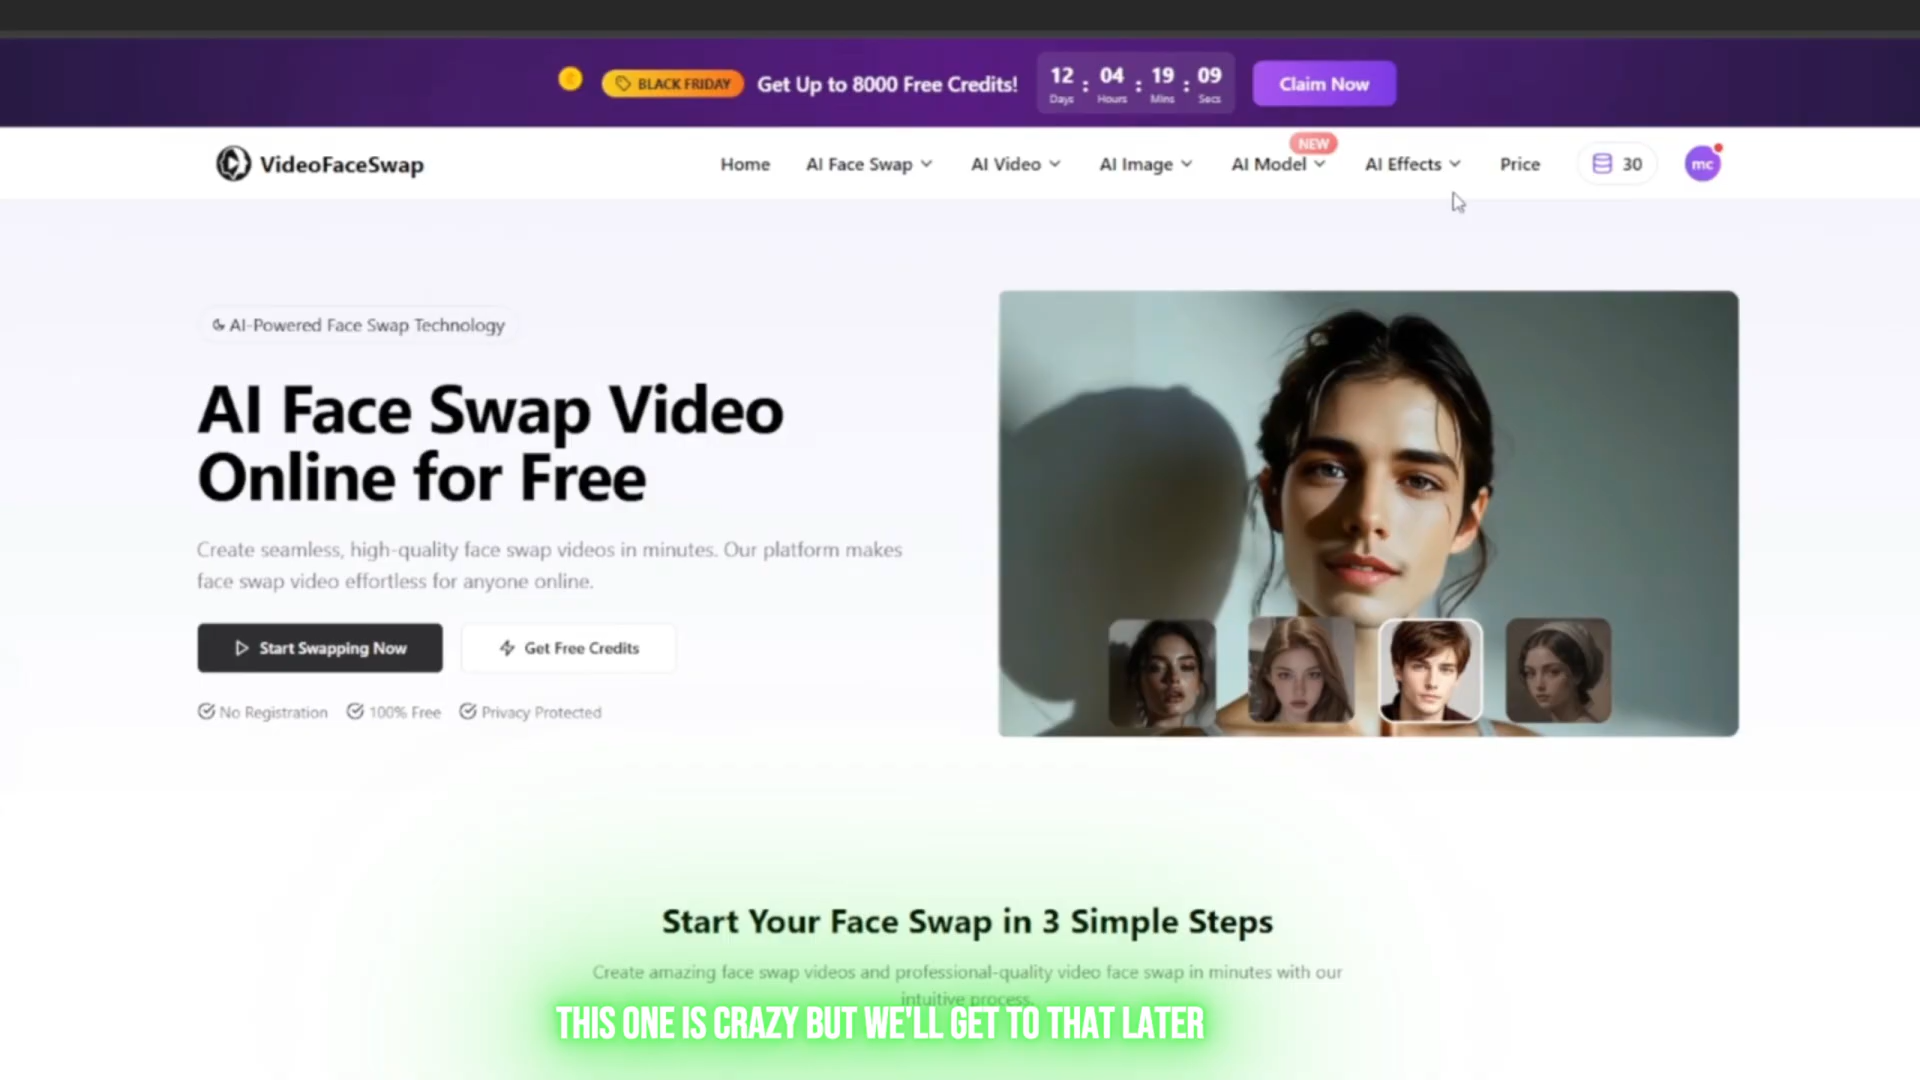 BLACK FRIDAY Get Up to 8000 Free Credits! 12 : 04 : 19 : 09 Claim Now
Days Hours Mins Secs
NEW
VideoFaceSwap Home AI Face Swap AI Video AI Image AI Model AI Effects Price 30 mc
AI-Powered Face Swap Technology
AI Face Swap Video
Online for Free
Create seamless, high-quality face swap videos in minutes. Our platform makes
face swap video effortless for anyone online.
Start Swapping Now Get Free Credits
No Registration 100% Free Privacy Protected
Start Your Face Swap in 3 Simple Steps
Create amazing face swap videos and professional-quality video face swap in minutes with our
intuitive process.
THIS ONE IS CRAZY BUT WE'LL GET TO THAT LATER